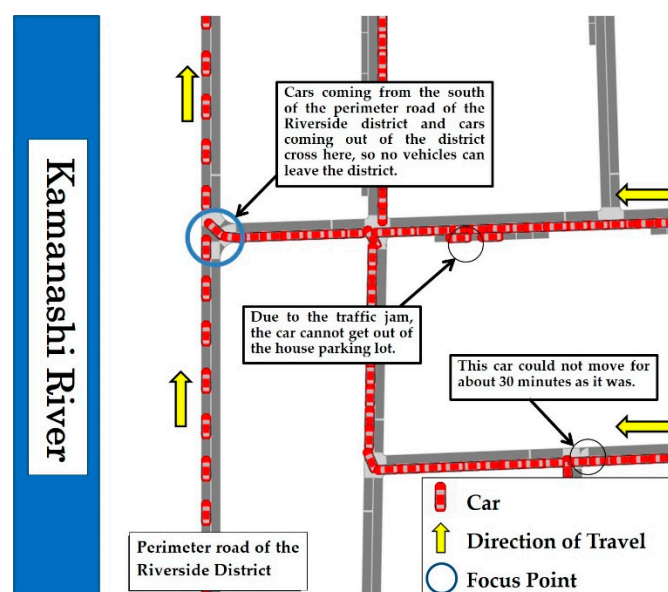 Kamanashi River
Cars coming from the south
of the perimeter road of the
Riverside district and cars
coming out of the district
cross here, so no vehicles can
leave the district.
Due to the traffic jam,
the car cannot get out of
the house parking lot.
This car could not move for
about 30 minutes as it was.
Perimeter road of the
Riverside District
Car
Direction of Travel
Focus Point